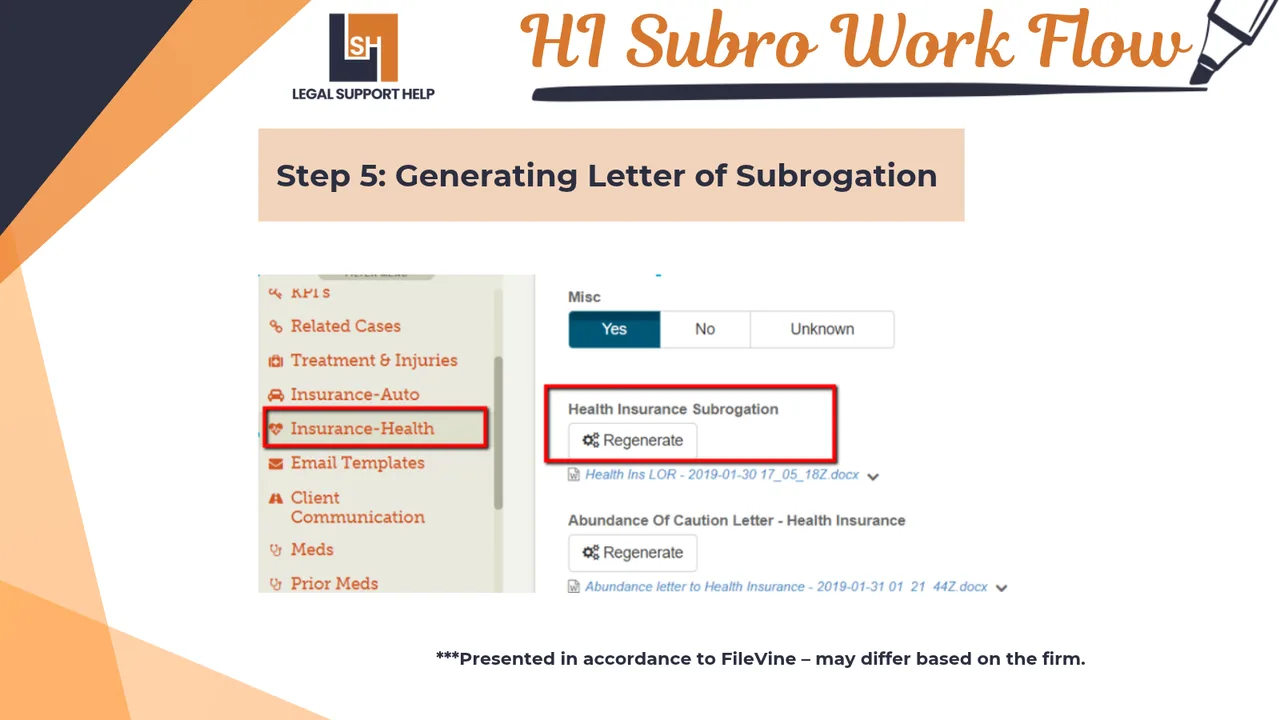 LSH
LEGAL SUPPORT HELP
HI Subro Work Flow
Step 5: Generating Letter of Subrogation
KPI's
Related Cases
Treatment & Injuries
Insurance-Auto
Insurance-Health
Email Templates
Client
Communication
Meds
Prior Meds
Misc
Yes No Unknown
Health Insurance Subrogation
Regenerate
Health Ins LOR - 2019-01-30 17_05_18Z.docx
Abundance Of Caution Letter - Health Insurance
Regenerate
Abundance letter to Health Insurance - 2019-01-31 01_21_44Z.docx
***Presented in accordance to FileVine – may differ based on the firm.